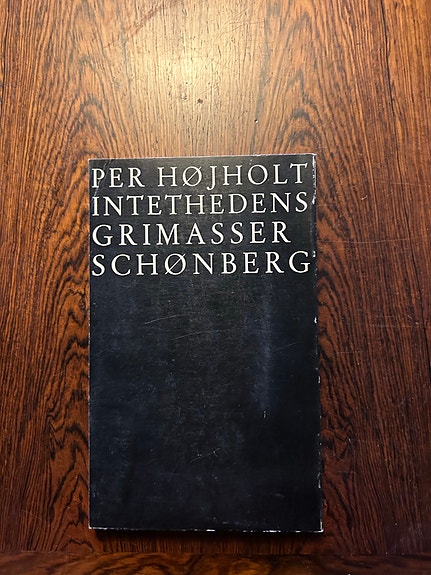 PER HØJHOLT
INTETHEDENS
GRIMASSER
SCHØNBERG